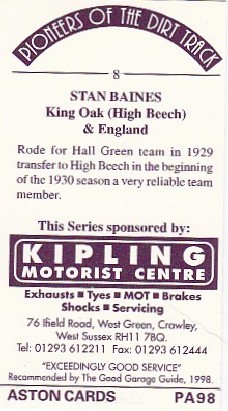 PIONEERS OF THE DIRT TRACK
8
STAN BAINES
King Oak (High Beech)
& England
Rode for Hall Green team in 1929
transfer to High Beech in the beginning
of the 1930 season a very reliable team
member.
This Series sponsored by:
KIPLING
MOTORIST CENTRE
Exhausts ■ Tyes ■ MOT ■ Brakes
Shocks ■ Servicing
76 Ifield Road, West Green, Crawley,
West Sussex RH11 7BQ.
Tel: 01293 612211 Fax: 01293 612444
"EXCEEDINGLY GOOD SERVICE"
Recommended by The Good Garage Guide, 1998.
ASTON CARDS PA98